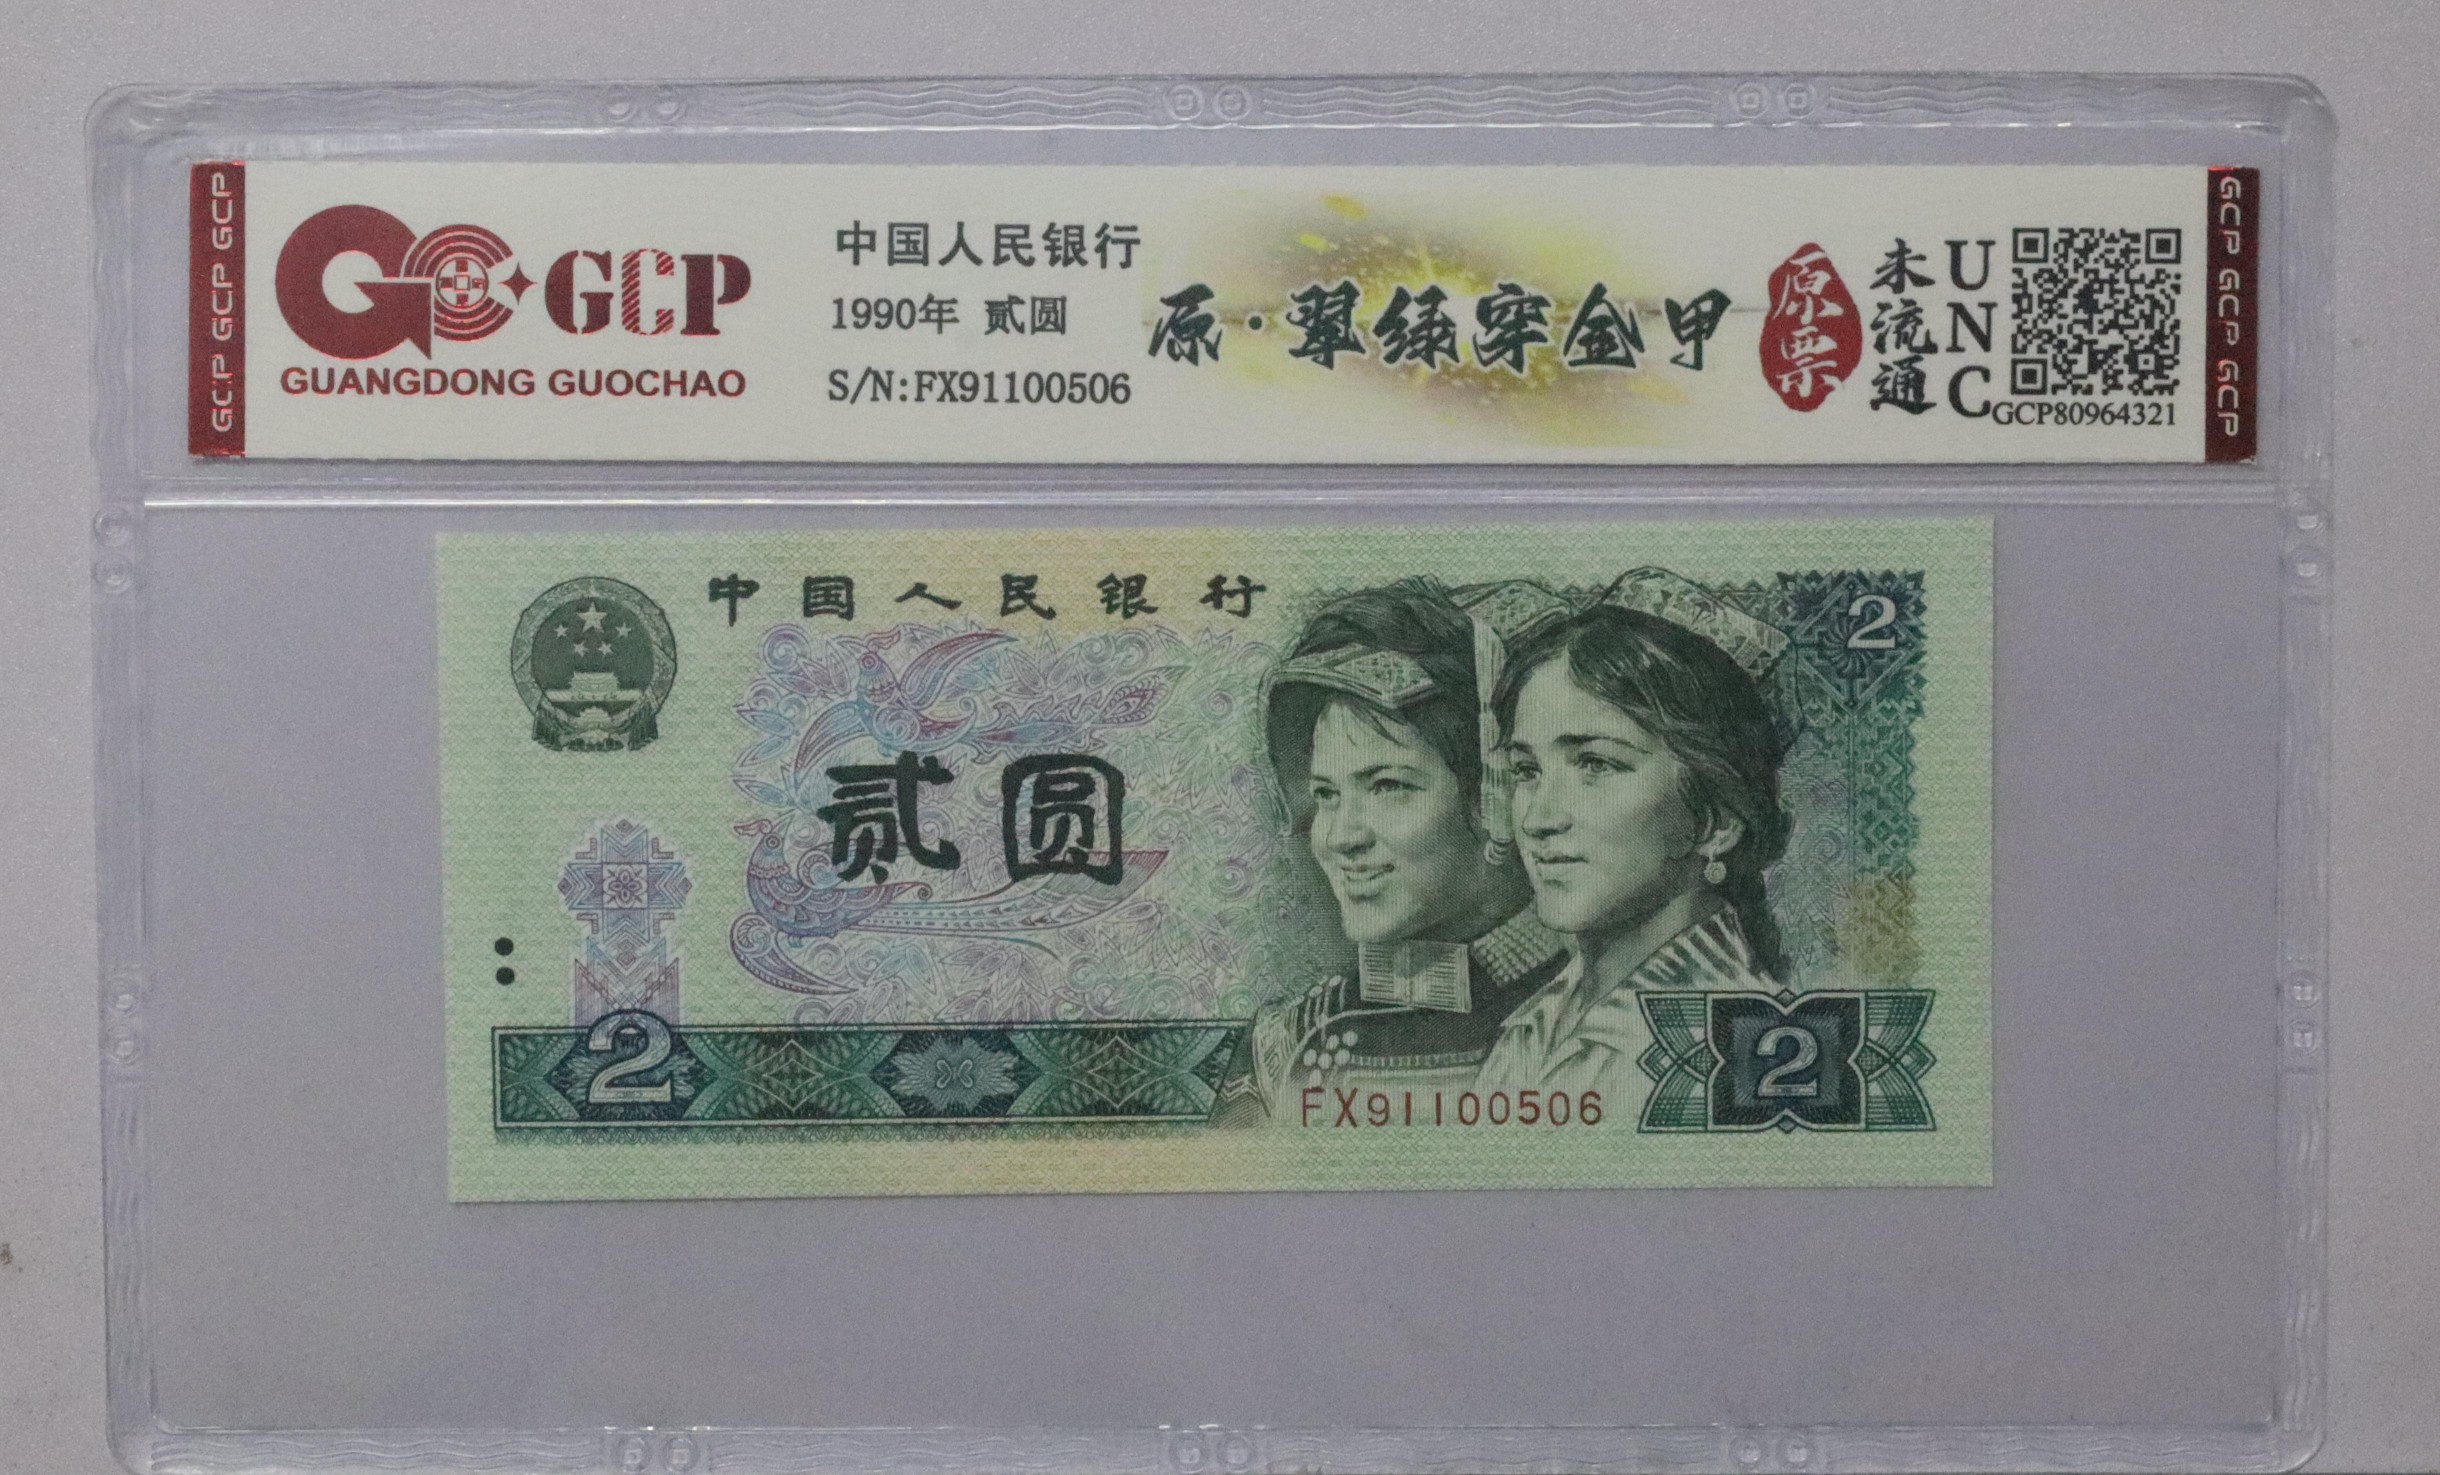 GCP GCP GCP
GCP
GUANGDONG GUOCHAO
中国人民银行
1990年 贰圆
S/N:FX91100506
原·翠绿穿金甲
原票
未流通
UNC
GCP80964321
GCP GCP GCP
中国人民银行
2
贰圆
2
FX91100506
2